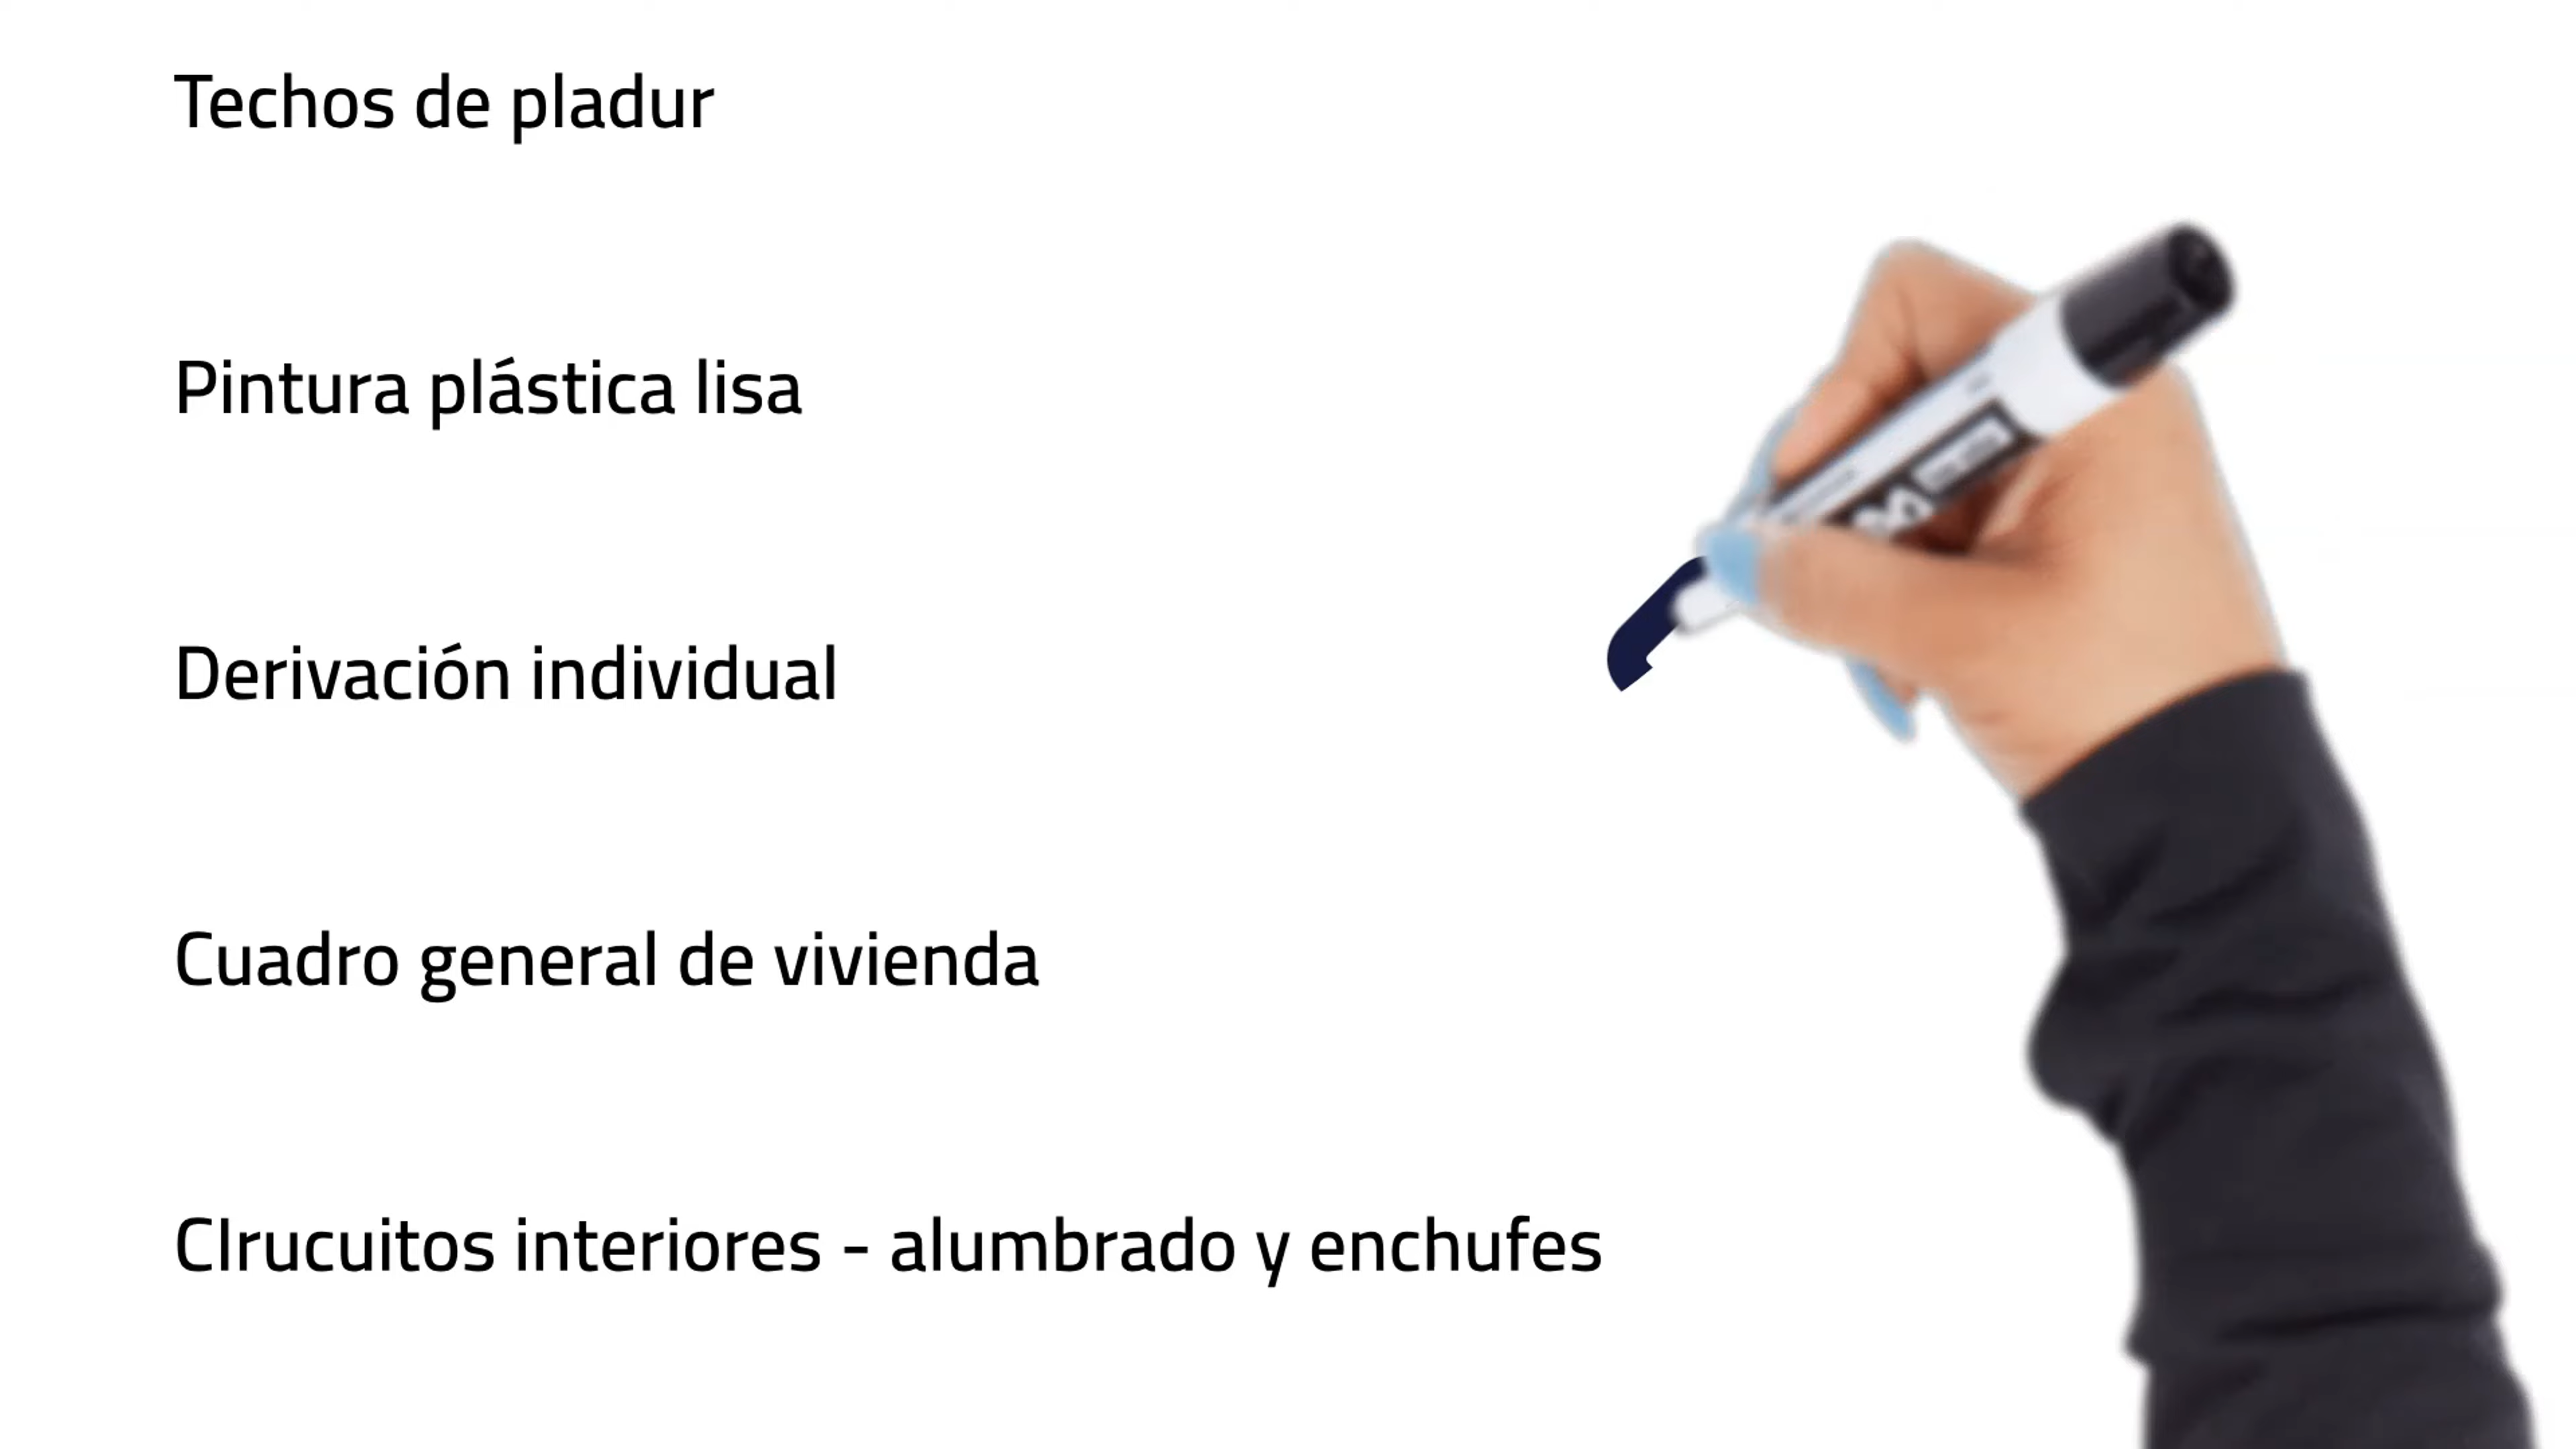 Techos de pladur
Pintura plástica lisa
Derivación individual
Cuadro general de vivienda
CIrucuitos interiores - alumbrado y enchufes